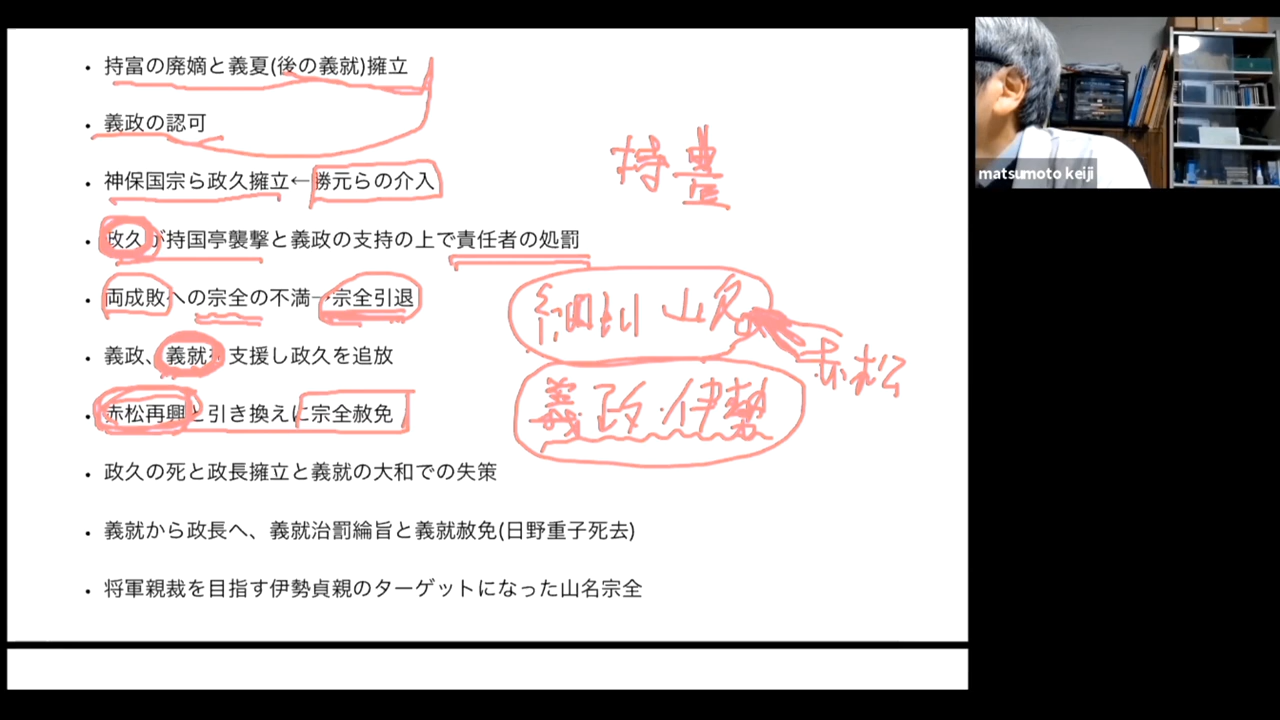 ・持富の廃嫡と義夏(後の義就)擁立
・義政の認可
・神保国宗ら政久擁立←勝元らの介入
・政久が持国亭襲撃と義政の支持の上で責任者の処罰
・両成敗への宗全の不満→宗全引退
・義政、義就を支援し政久を追放
・赤松再興と引き換えに宗全赦免
・政久の死と政長擁立と義就の大和での失策
・義就から政長へ、義就治罰綸旨と義就赦免(日野重子死去)
・将軍親裁を目指す伊勢貞親のターゲットになった山名宗全
持豊
細川 山名
赤松
義政・伊勢
matsumoto keiji